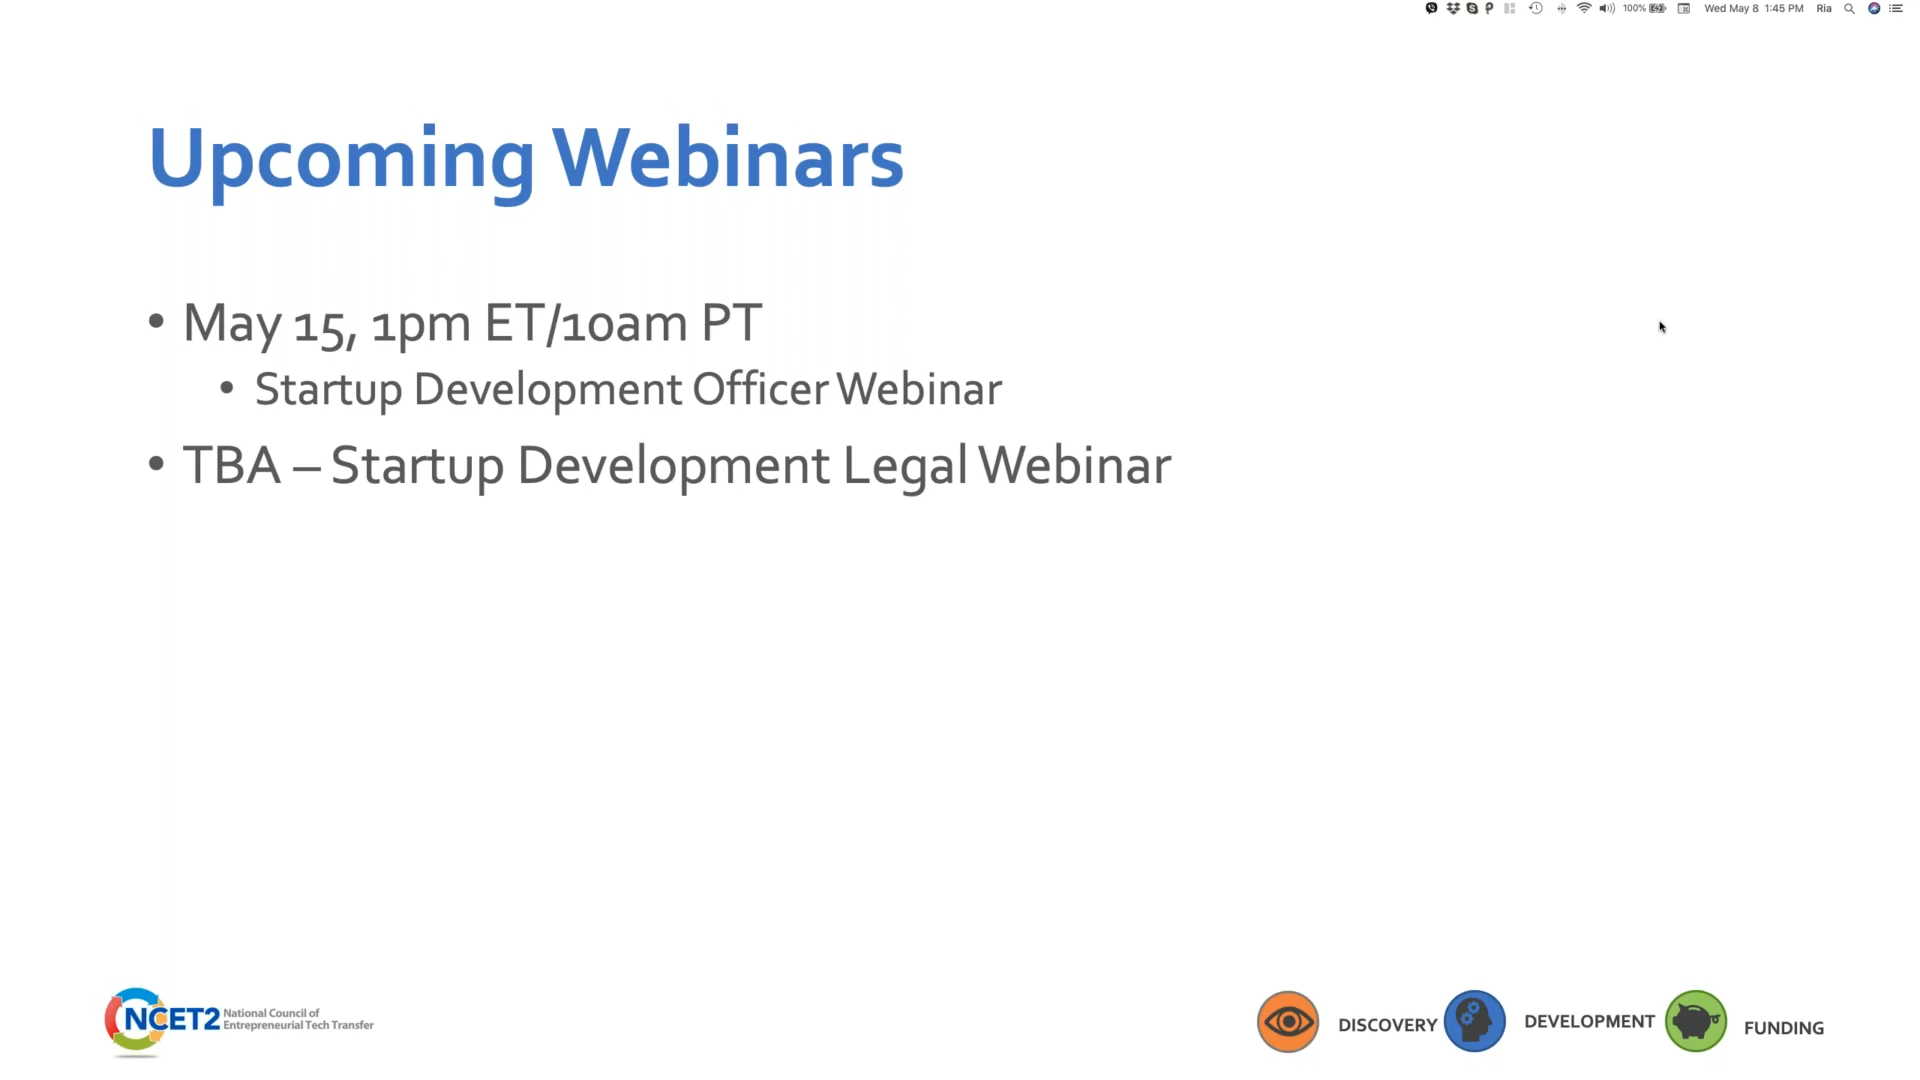 100% Wed May 8 1:45 PM Ria
Upcoming Webinars
• May 15, 1pm ET/10am PT
• Startup Development Officer Webinar
• TBA – Startup Development Legal Webinar
NCET2 National Council of
Entrepreneurial Tech Transfer
DISCOVERY DEVELOPMENT FUNDING